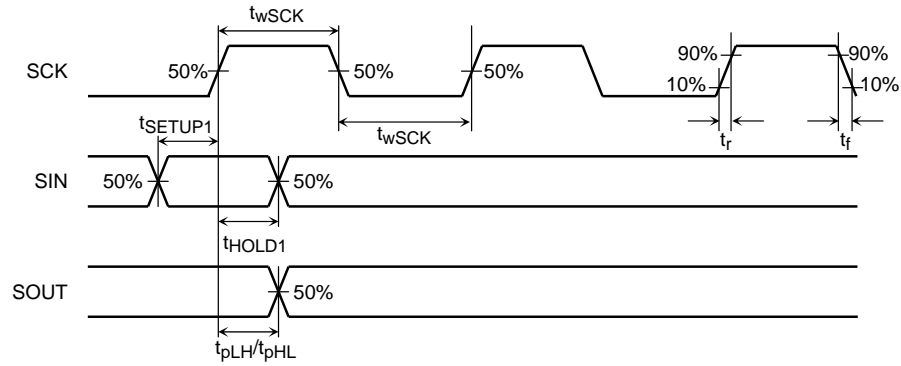 twSCK
90%
90%
SCK
50%
50%
50%
10%
10%
tSETUP1
twSCK
tr
tf
SIN
50%
50%
tHOLD1
SOUT
50%
tpLH/tpHL